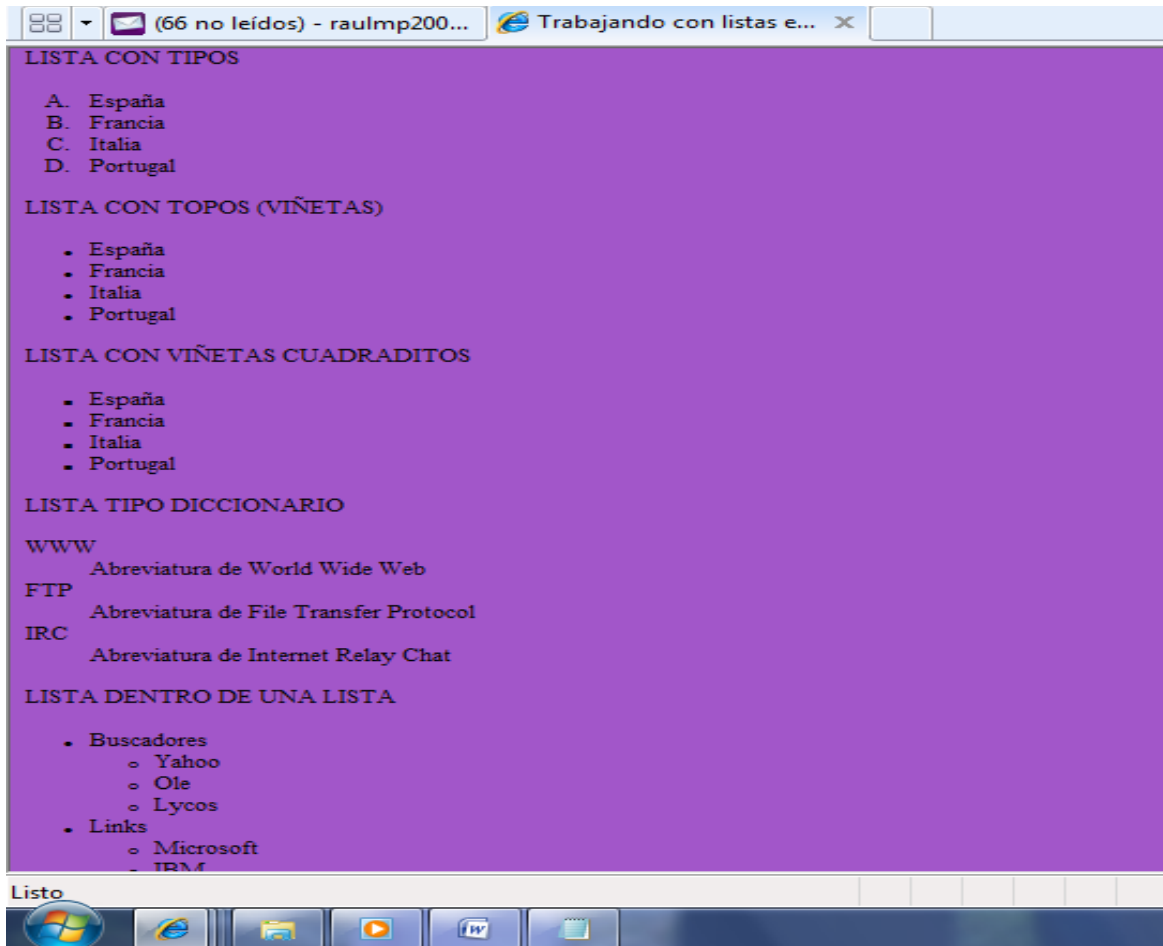 (66 no leídos) - raulmp200... Trabajando con listas e...
LISTA CON TIPOS
A. España
B. Francia
C. Italia
D. Portugal
LISTA CON TOPOS (VIÑETAS)
• España
• Francia
• Italia
• Portugal
LISTA CON VIÑETAS CUADRADITOS
▪ España
▪ Francia
▪ Italia
▪ Portugal
LISTA TIPO DICCIONARIO
WWW
Abreviatura de World Wide Web
FTP
Abreviatura de File Transfer Protocol
IRC
Abreviatura de Internet Relay Chat
LISTA DENTRO DE UNA LISTA
• Buscadores
o Yahoo
o Ole
o Lycos
• Links
o Microsoft
o IBM
Listo